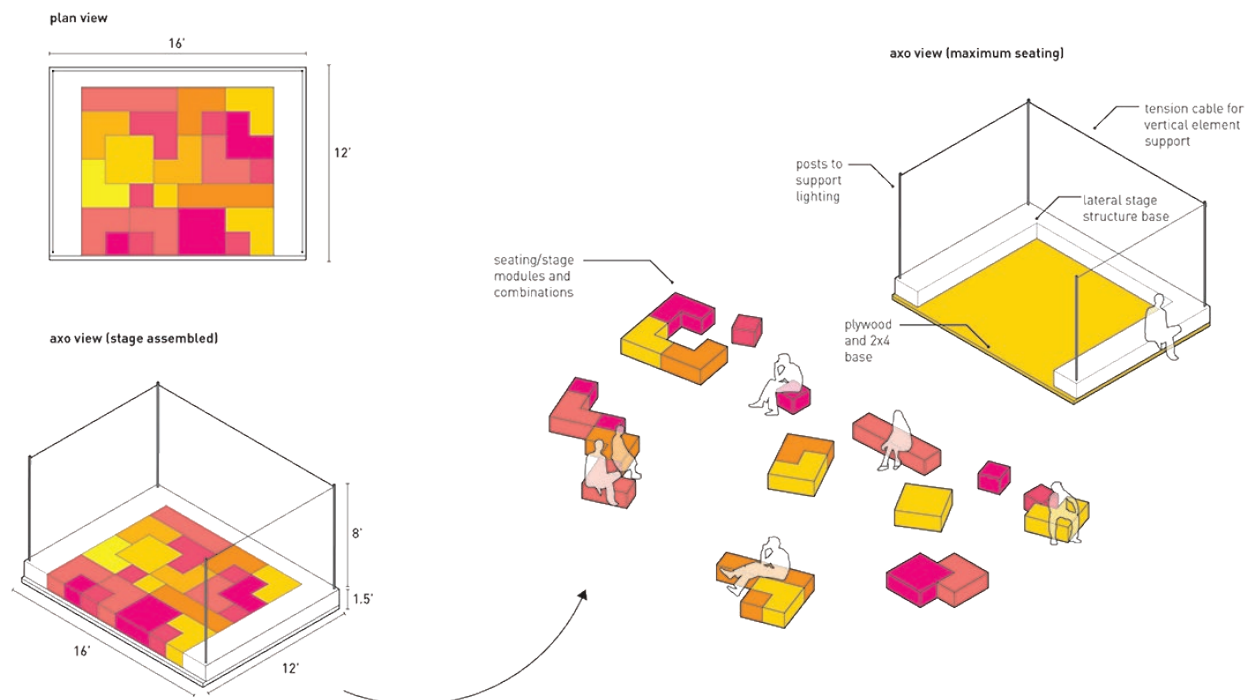 plan view
16'
12'
axo view (stage assembled)
8'
1.5'
16'
12'
seating/stage
modules and
combinations
axo view (maximum seating)
tension cable for
vertical element
support
posts to
support
lighting
lateral stage
structure base
plywood
and 2x4
base